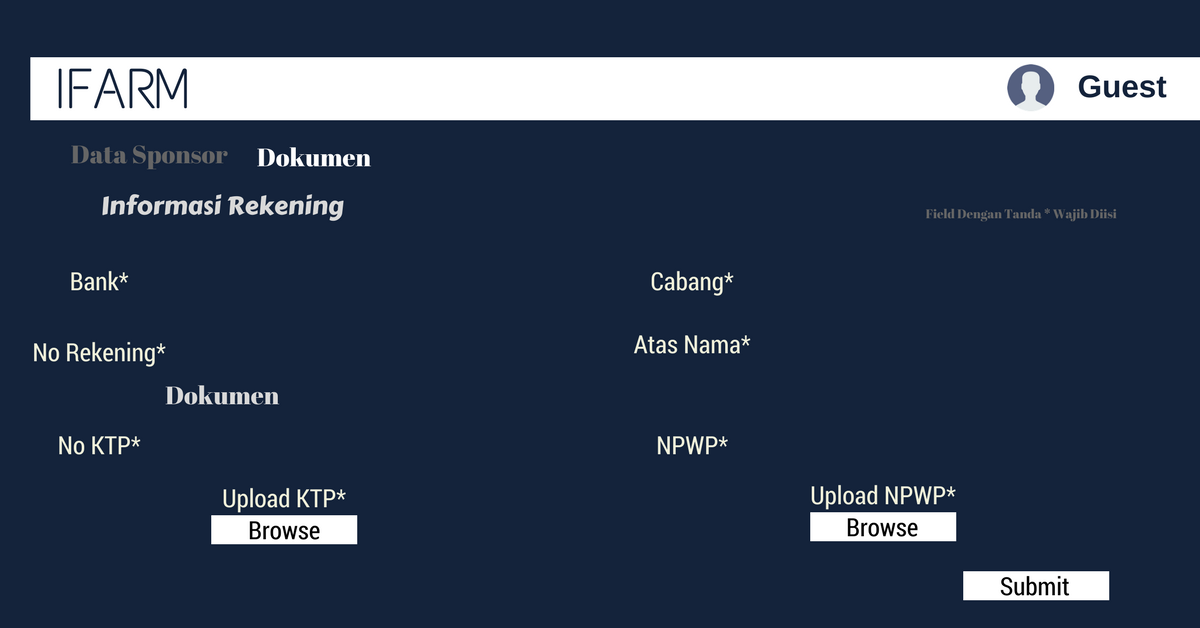 IFARM
Guest
Data Sponsor
Dokumen
Informasi Rekening
Field Dengan Tanda * Wajib Diisi
Bank*
Cabang*
No Rekening*
Atas Nama*
Dokumen
No KTP*
NPWP*
Upload KTP*
Upload NPWP*
Browse
Browse
Submit